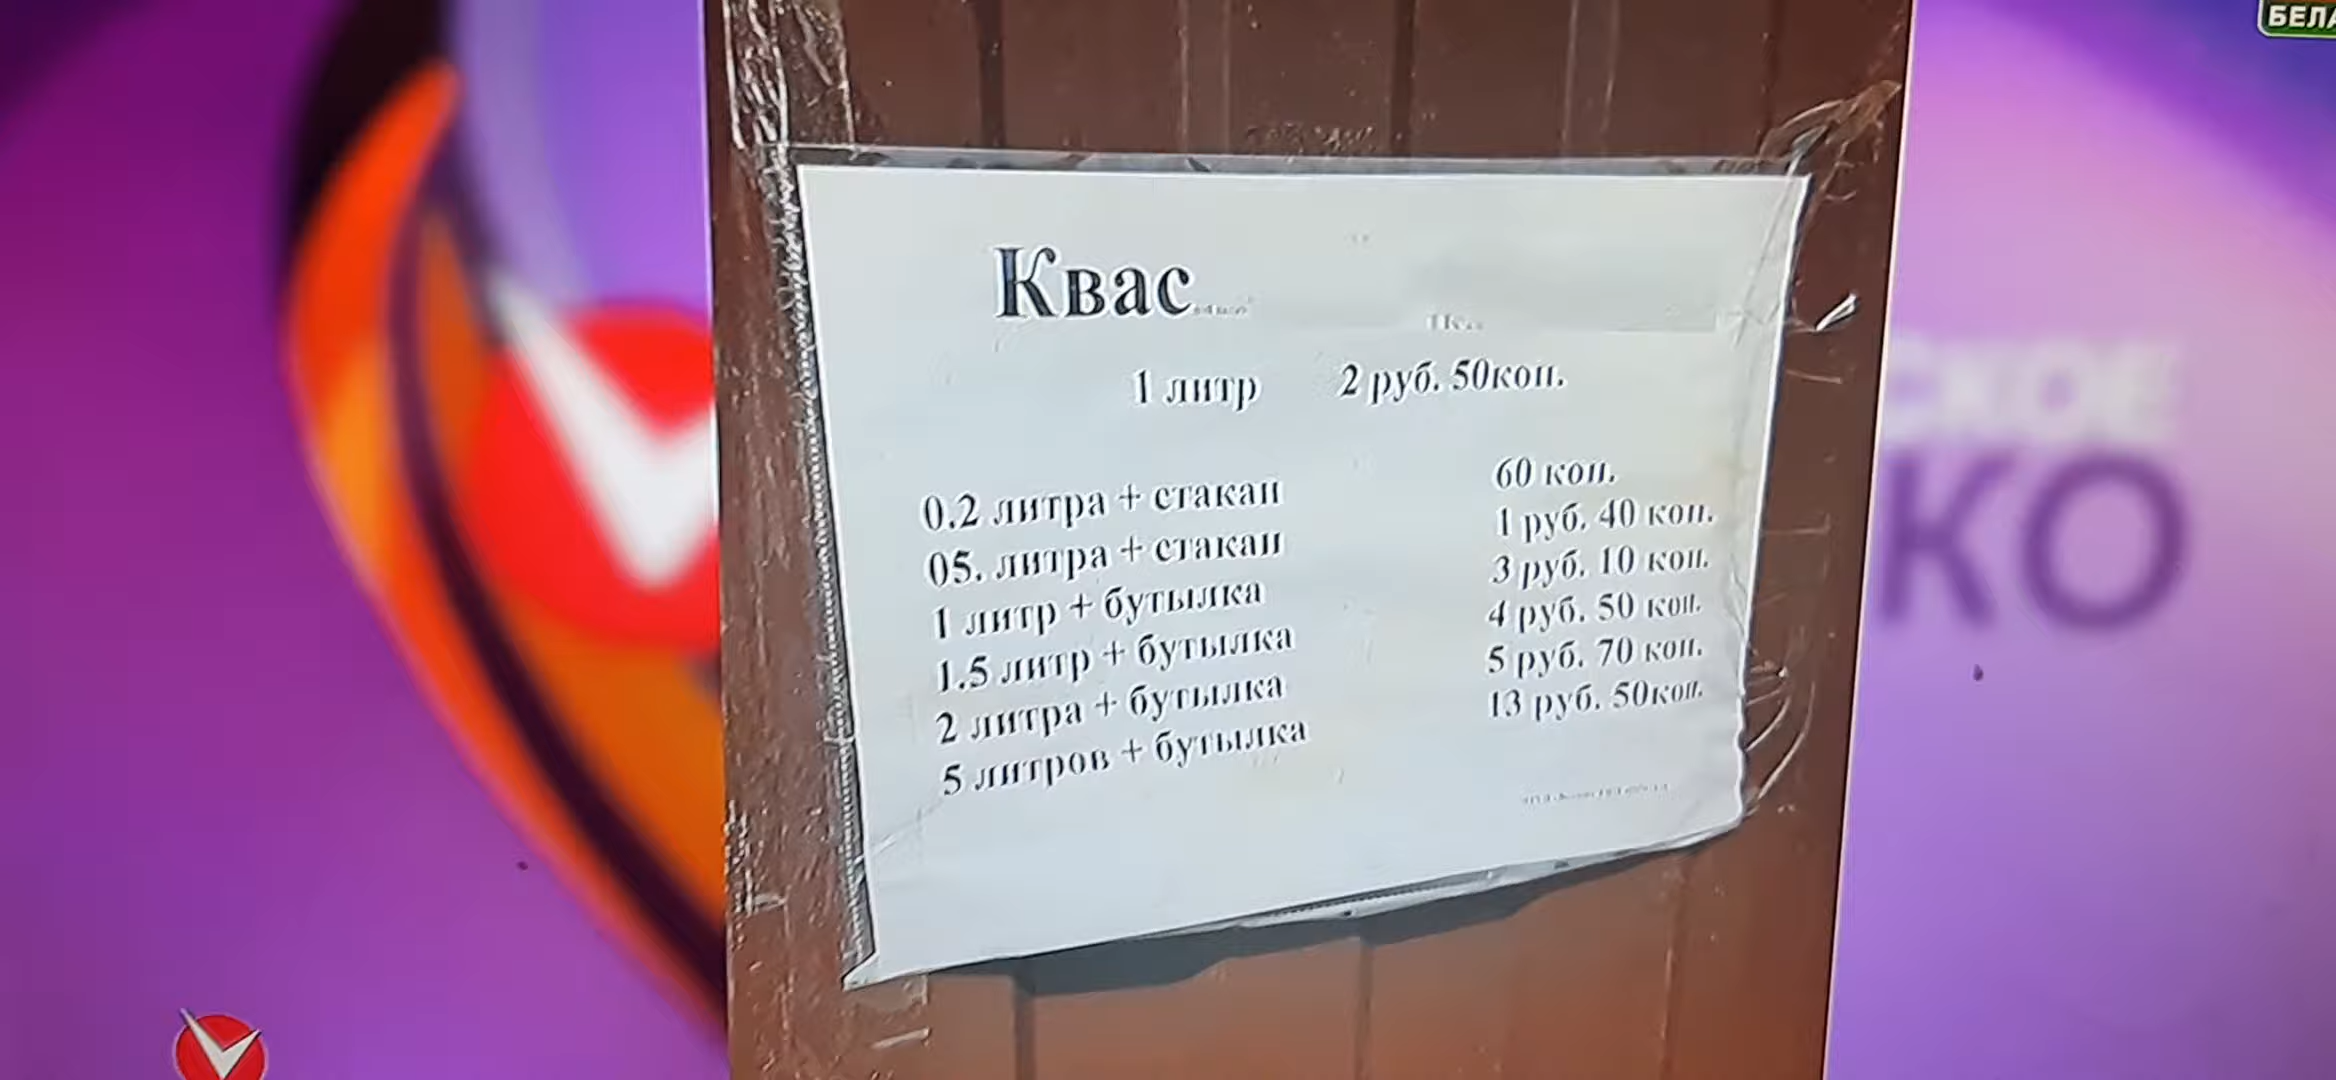 БЕЛА
Квас
1 литр 2 руб. 50коп.
0.2 литра + стакан 60 коп.
05. литра + стакан 1 руб. 40 коп.
1 литр + бутылка 3 руб. 10 коп.
1.5 литр + бутылка 4 руб. 50 коп.
2 литра + бутылка 5 руб. 70 коп.
5 литров + бутылка 13 руб. 50коп.
СКОЕ
КО